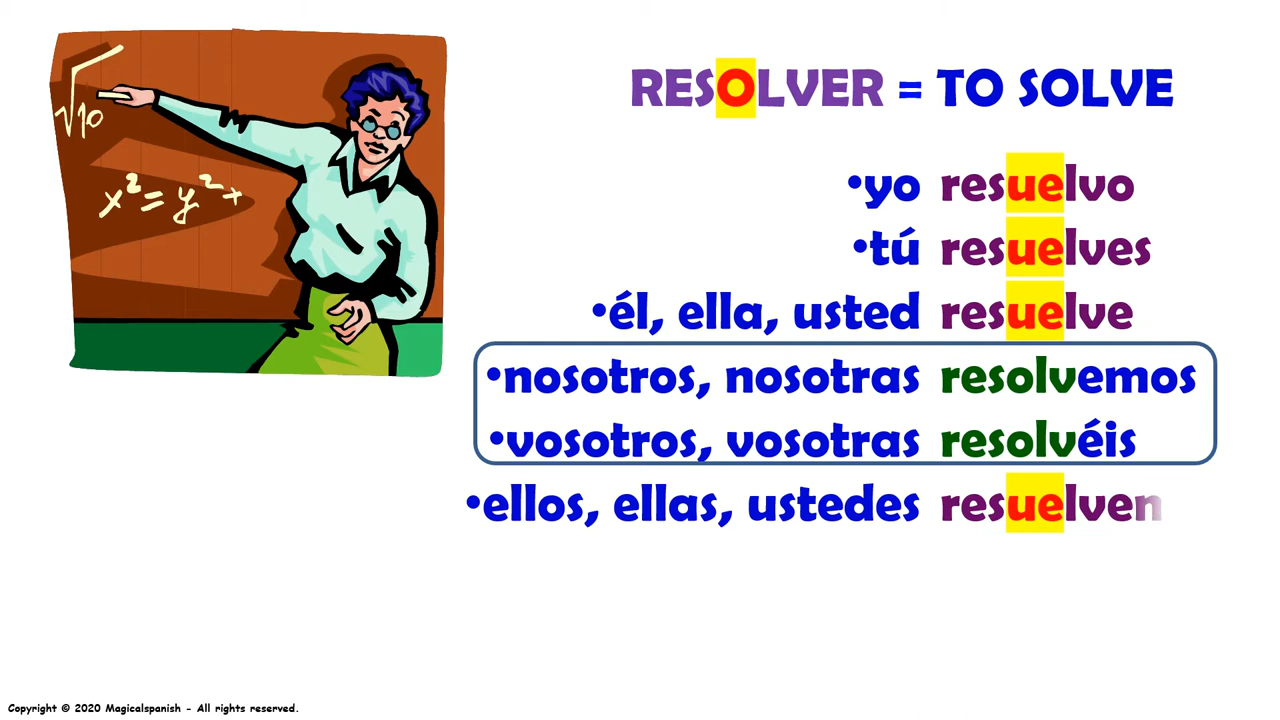 √10
x² = y² +
RESOLVER = TO SOLVE
•yo resuelvo
•tú resuelves
•él, ella, usted resuelve
•nosotros, nosotras resolvemos
•vosotros, vosotras resolvéis
•ellos, ellas, ustedes resuelven
Copyright © 2020 Magicalspanish - All rights reserved.